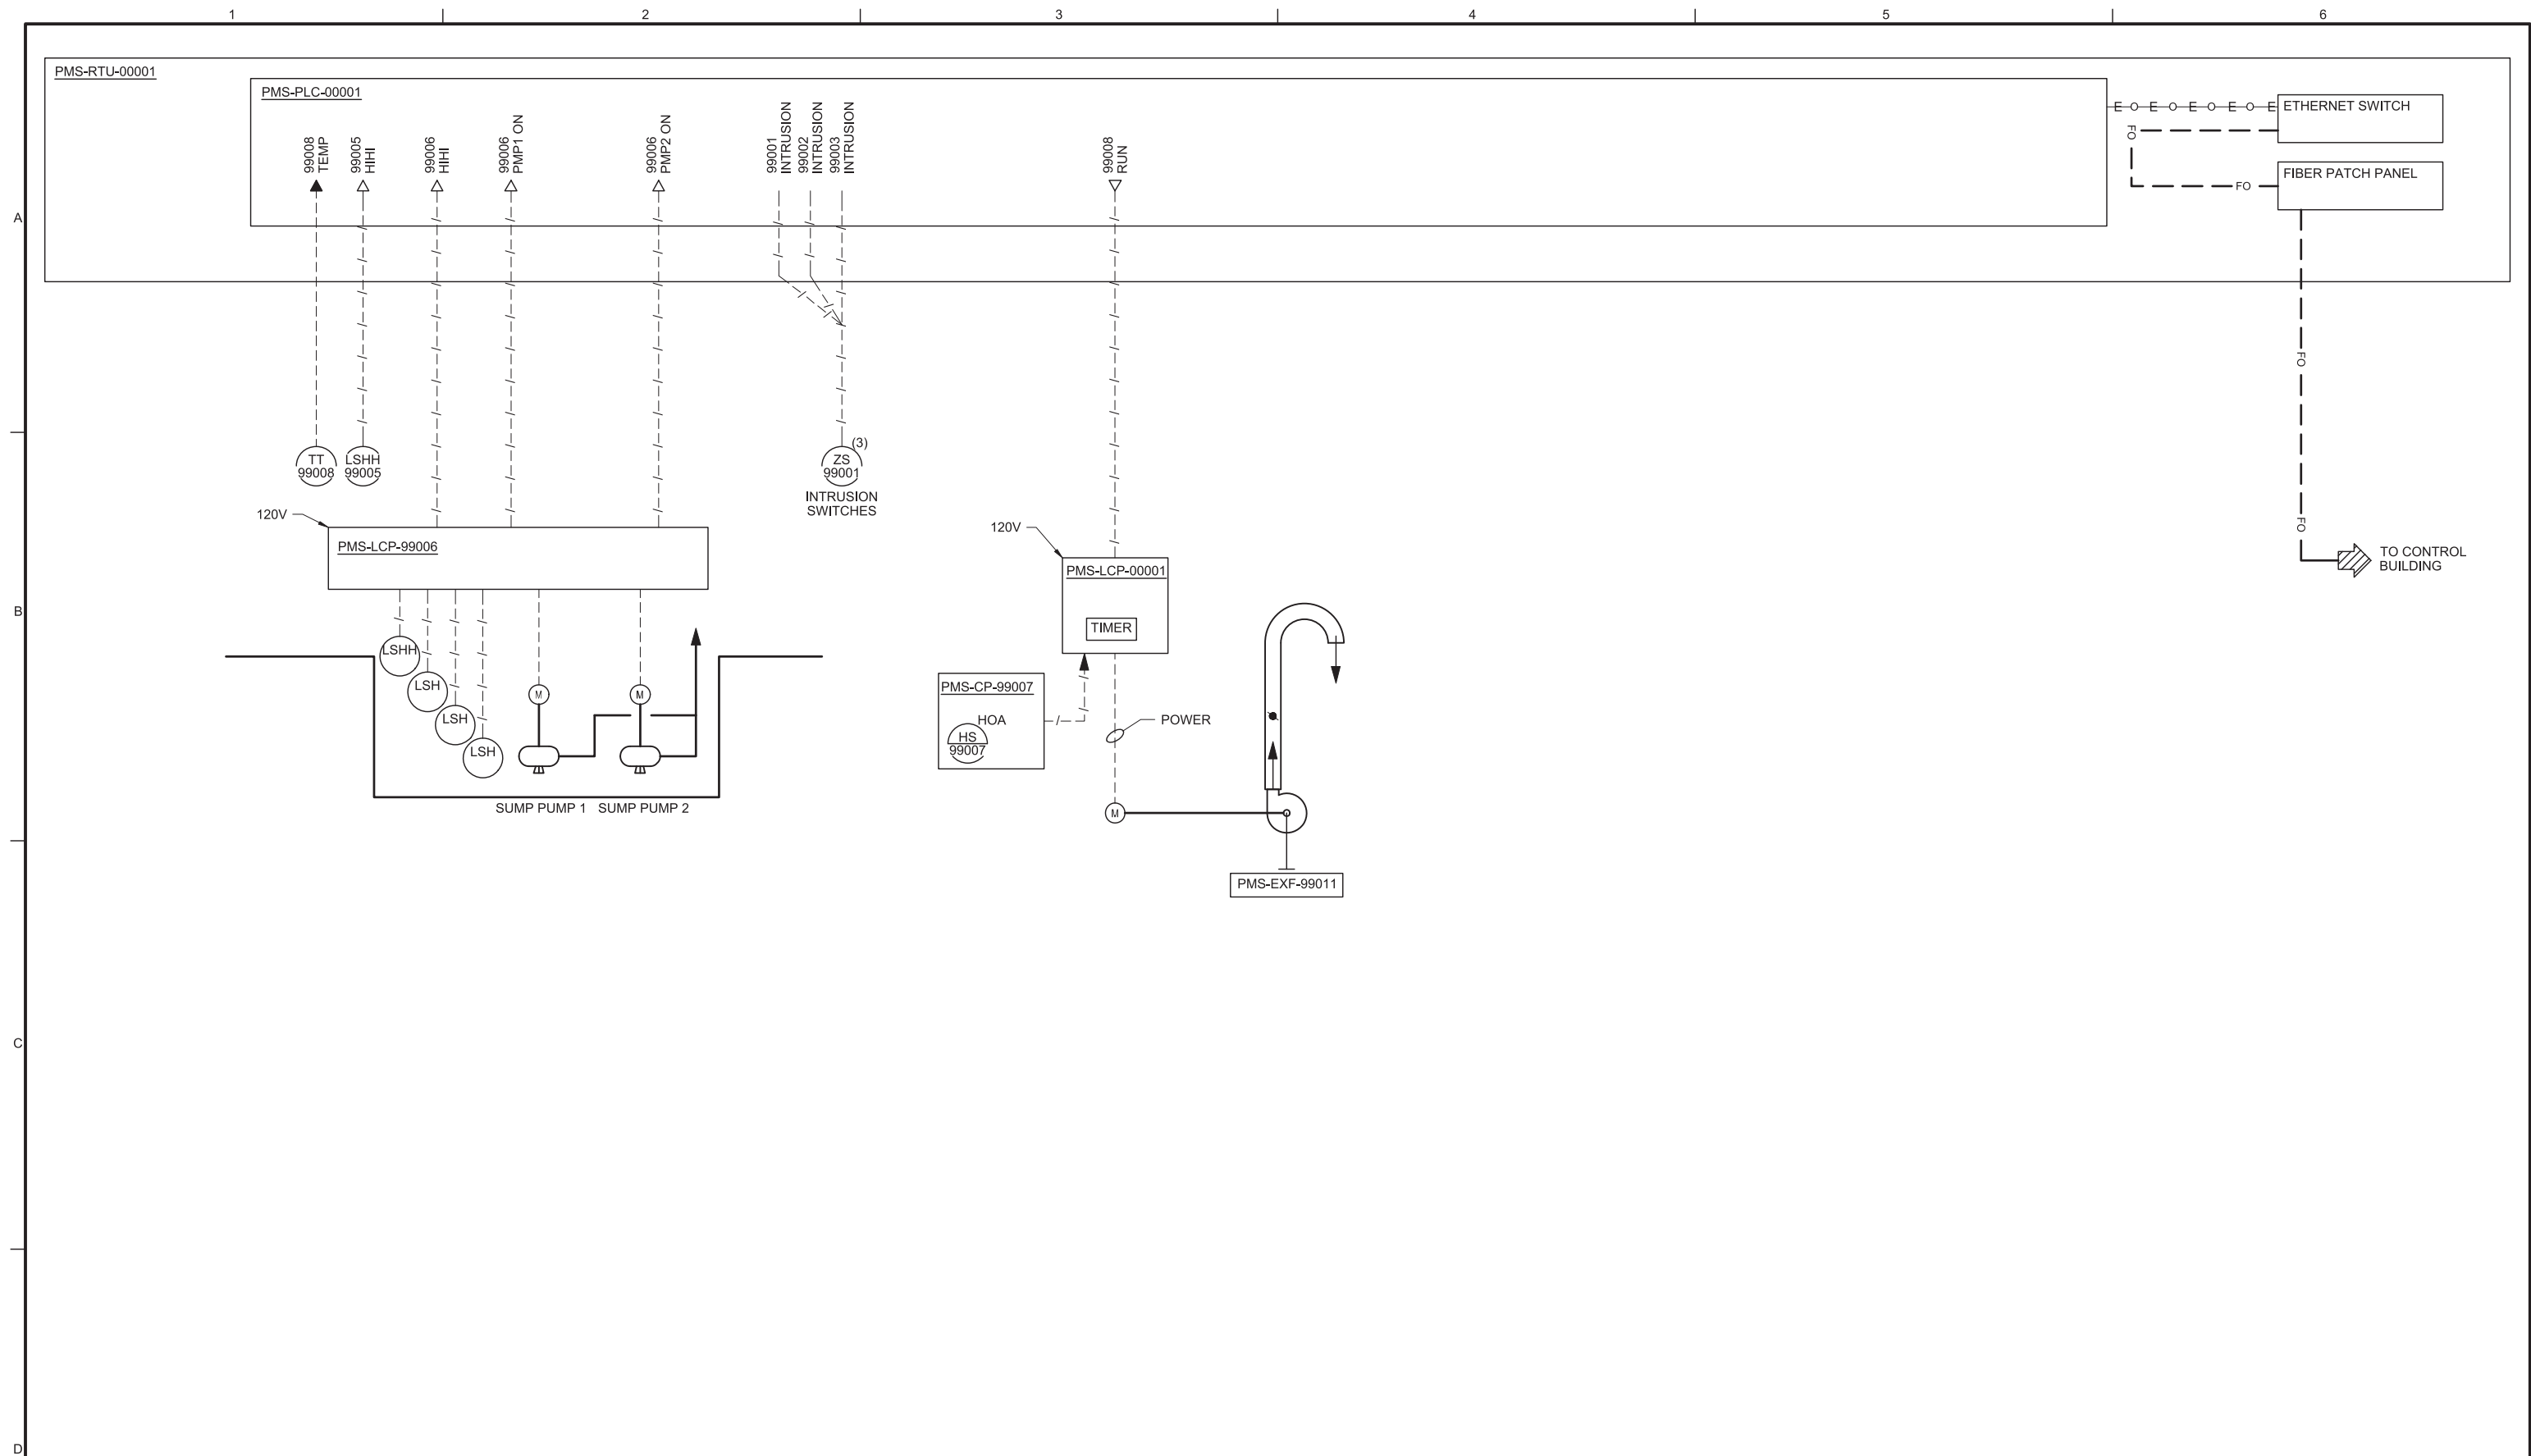 1
2
3
4
5
6
PMS-RTU-00001
PMS-PLC-00001
99008
TEMP
99005
HIHI
99006
HIHI
99006
PMP1 ON
99006
PMP2 ON
99001
INTRUSION
99002
INTRUSION
99003
INTRUSION
99008
RUN
E O E O E O E O E
ETHERNET SWITCH
FO
FIBER PATCH PANEL
FO
A
FO
FO
TT
99008
LSHH
99005
(3)
ZS
99001
INTRUSION
SWITCHES
120V
PMS-LCP-99006
120V
PMS-LCP-00001
TIMER
TO CONTROL
BUILDING
B
LSHH
LSH
LSH
LSH
M
M
SUMP PUMP 1
SUMP PUMP 2
PMS-CP-99007
HOA
HS
99007
POWER
M
PMS-EXF-99011
C
D